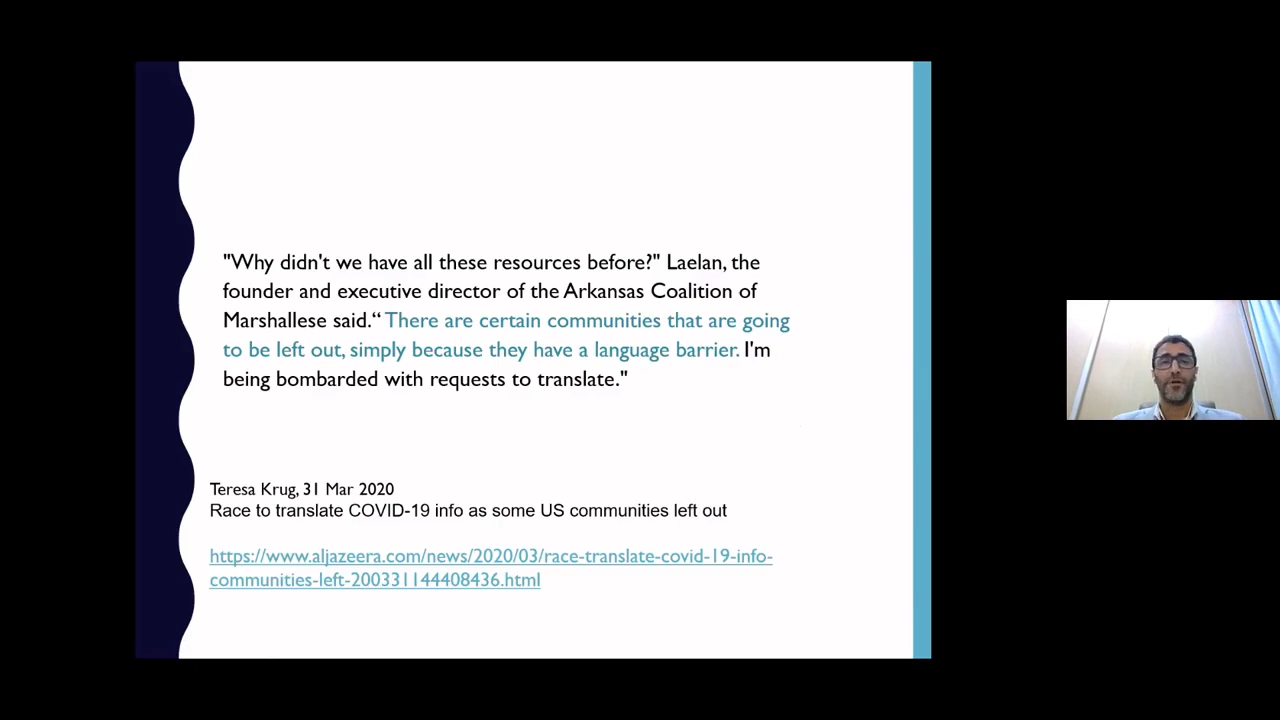 "Why didn't we have all these resources before?" Laelan, the
founder and executive director of the Arkansas Coalition of
Marshallese said.“ There are certain communities that are going
to be left out, simply because they have a language barrier. I'm
being bombarded with requests to translate."
Teresa Krug, 31 Mar 2020
Race to translate COVID-19 info as some US communities left out
https://www.aljazeera.com/news/2020/03/race-translate-covid-19-info-
communities-left-200331144408436.html